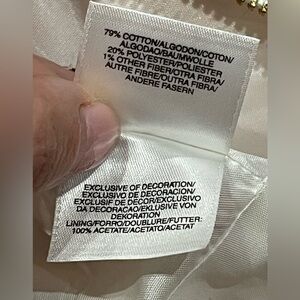 79% COTTON/ALGODON/COTON/
ALGODAO/BAUMWOLLE
20% POLYESTER/POLIESTER
1% OTHER FIBER/OTRA FIBRA/
AUTRE FIBRE/OUTRA FIBRA/
ANDERE FASERN
EXCLUSIVE OF DECORATION/
EXCLUSIVO DE DECORACION/
EXCLUSIF DE DECOR/EXCLUSIVO
DA DECORACAO/EKLUSIVE VON
DEKORATION
LINING/FORRO/DOUBLURE/FUTTER:
100% ACETATE/ACETATO/ACETAT